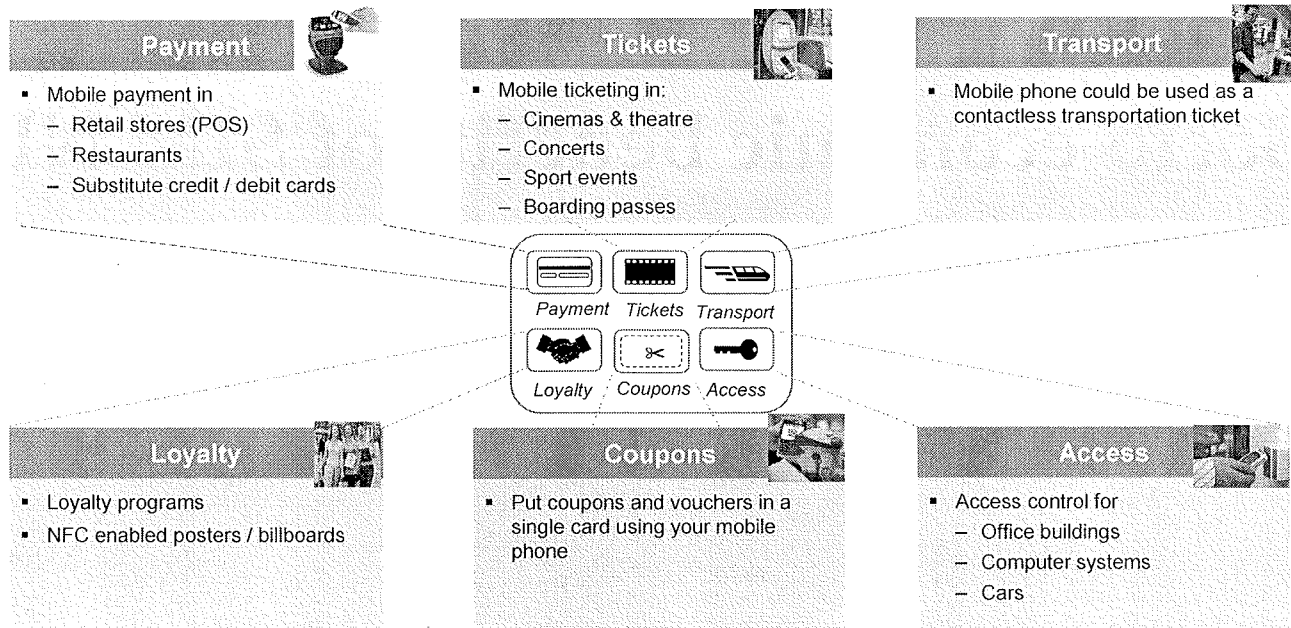 Payment
▪ Mobile payment in
– Retail stores (POS)
– Restaurants
– Substitute credit / debit cards
Tickets
▪ Mobile ticketing in:
– Cinemas & theatre
– Concerts
– Sport events
– Boarding passes
Transport
▪ Mobile phone could be used as a
contactless transportation ticket
Payment Tickets Transport
Loyalty Coupons Access
Loyalty
▪ Loyalty programs
▪ NFC enabled posters / billboards
Coupons
▪ Put coupons and vouchers in a
single card using your mobile
phone
Access
▪ Access control for
– Office buildings
– Computer systems
– Cars